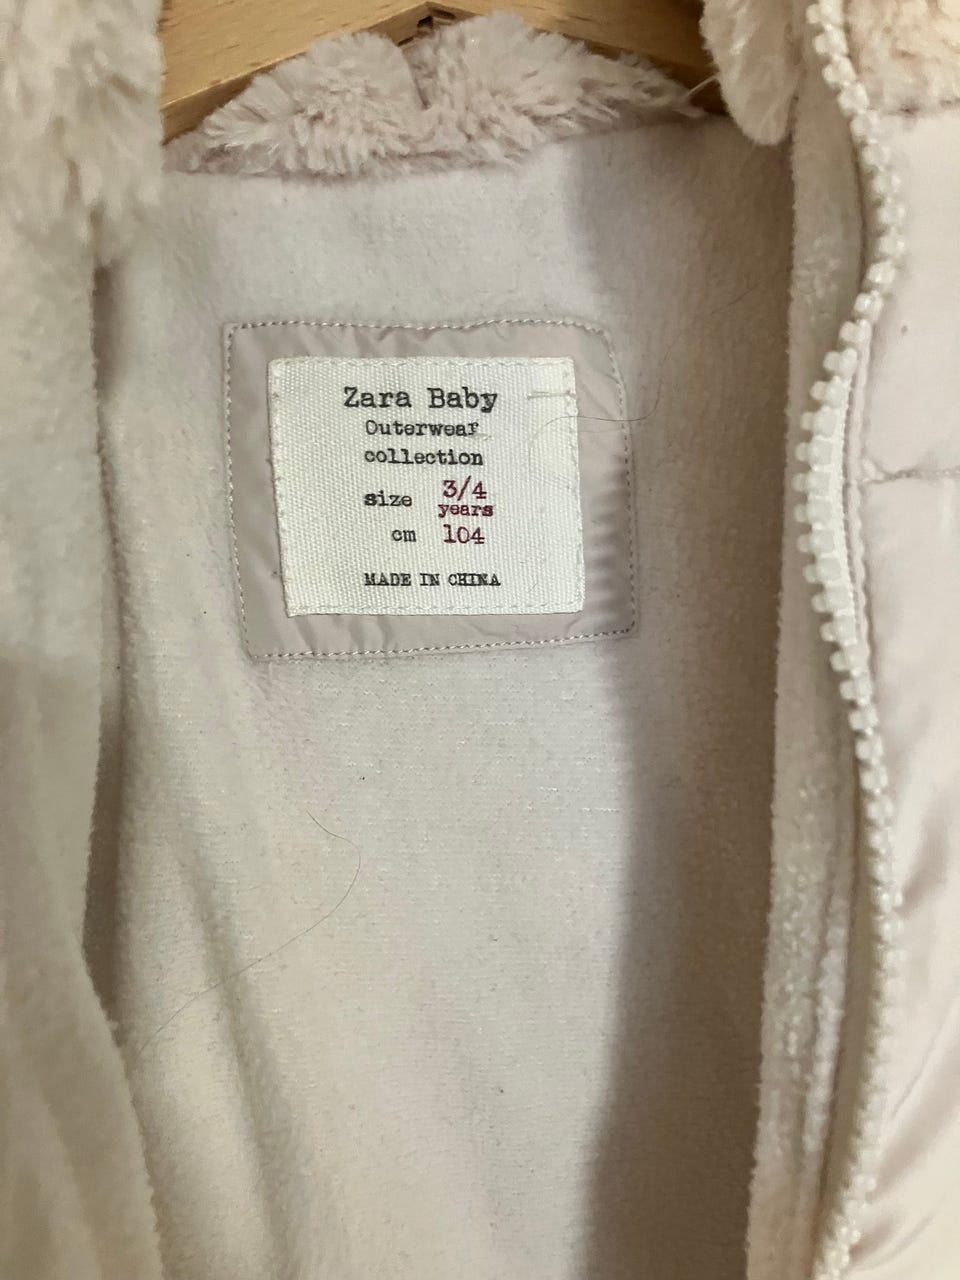 Zara Baby
Outerwear
collection
size 3/4
years
cm 104
MADE IN CHINA